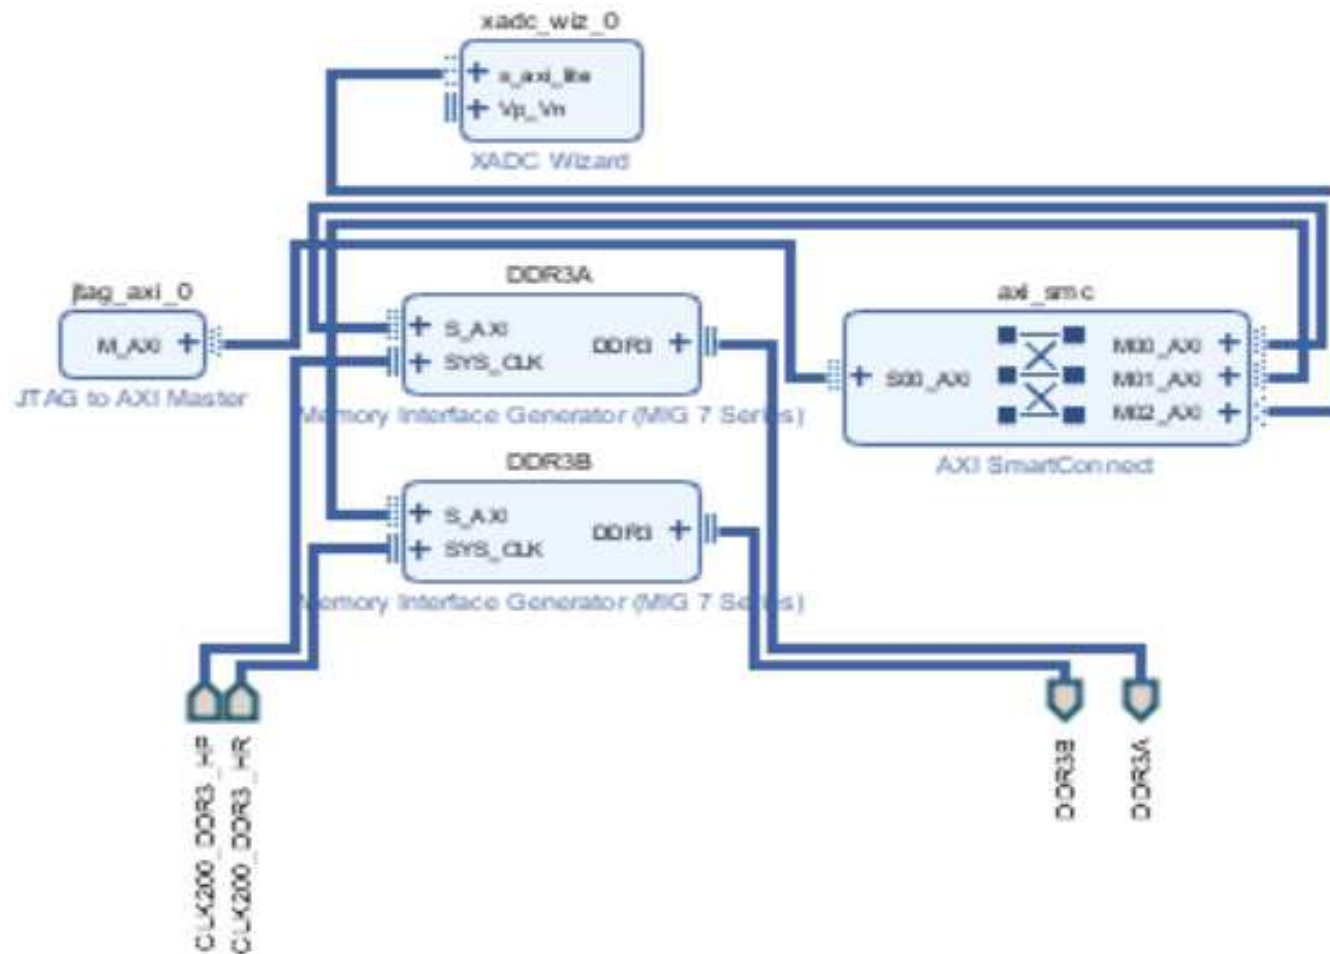 xadc_wiz_0
s_axi_lite
Vp_Vn
XADC Wizard
DDR3A
S_AXI
SYS_CLK
DDR3
Memory Interface Generator (MIG 7 Series)
jtag_axi_0
M_AXI
JTAG to AXI Master
axi_smc
S00_AXI
M00_AXI
M01_AXI
M02_AXI
AXI SmartConnect
DDR3B
S_AXI
SYS_CLK
DDR3
Memory Interface Generator (MIG 7 Series)
CLK200_DDR3_HP
CLK200_DDR3_HR
DDR3B
DDR3A